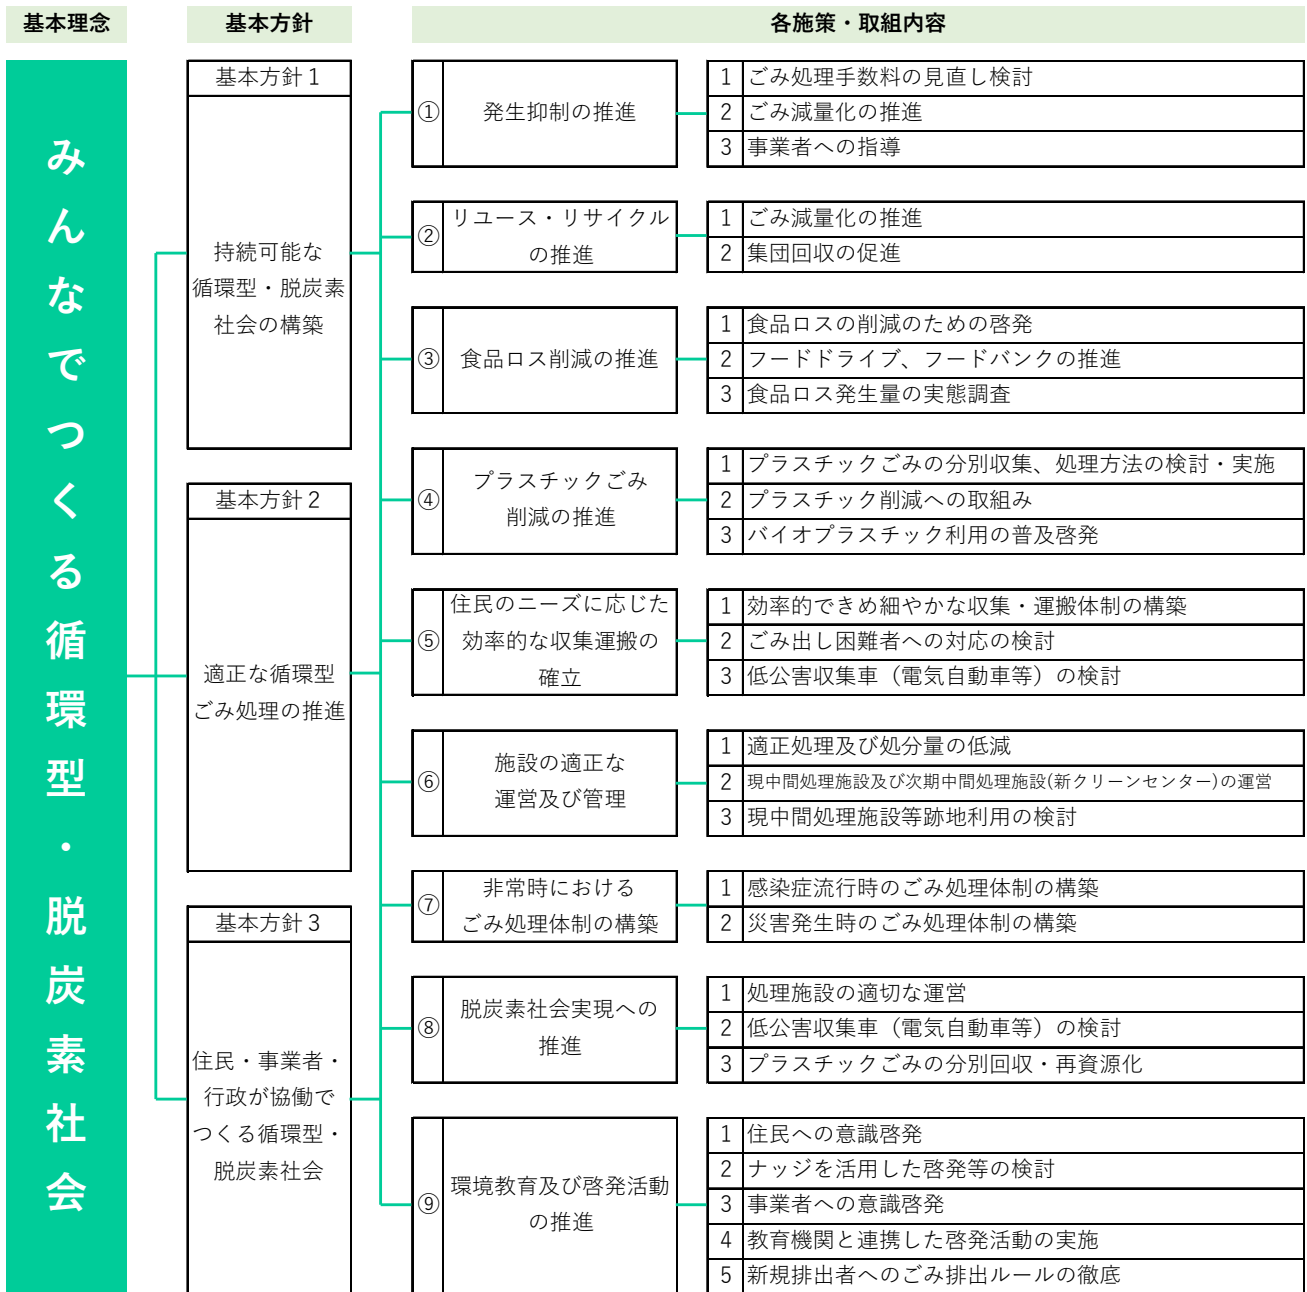 基本理念
基本方針
各施策・取組内容
みんなでつくる循環型・脱炭素社会
基本方針１
持続可能な
循環型・脱炭素
社会の構築
基本方針２
適正な循環型
ごみ処理の推進
基本方針３
住民・事業者・
行政が協働で
つくる循環型・
脱炭素社会
① 発生抑制の推進
1 ごみ処理手数料の見直し検討
2 ごみ減量化の推進
3 事業者への指導
② リユース・リサイクル
の推進
1 ごみ減量化の推進
2 集団回収の促進
③ 食品ロス削減の推進
1 食品ロスの削減のための啓発
2 フードドライブ、フードバンクの推進
3 食品ロス発生量の実態調査
④ プラスチックごみ
削減の推進
1 プラスチックごみの分別収集、処理方法の検討・実施
2 プラスチック削減への取組み
3 バイオプラスチック利用の普及啓発
⑤ 住民のニーズに応じた
効率的な収集運搬の
確立
1 効率的できめ細やかな収集・運搬体制の構築
2 ごみ出し困難者への対応の検討
3 低公害収集車（電気自動車等）の検討
⑥ 施設の適正な
運営及び管理
1 適正処理及び処分量の低減
2 現中間処理施設及び次期中間処理施設(新クリーンセンター)の運営
3 現中間処理施設等跡地利用の検討
⑦ 非常時における
ごみ処理体制の構築
1 感染症流行時のごみ処理体制の構築
2 災害発生時のごみ処理体制の構築
⑧ 脱炭素社会実現への
推進
1 処理施設の適切な運営
2 低公害収集車（電気自動車等）の検討
3 プラスチックごみの分別回収・再資源化
⑨ 環境教育及び啓発活動
の推進
1 住民への意識啓発
2 ナッジを活用した啓発等の検討
3 事業者への意識啓発
4 教育機関と連携した啓発活動の実施
5 新規排出者へのごみ排出ルールの徹底